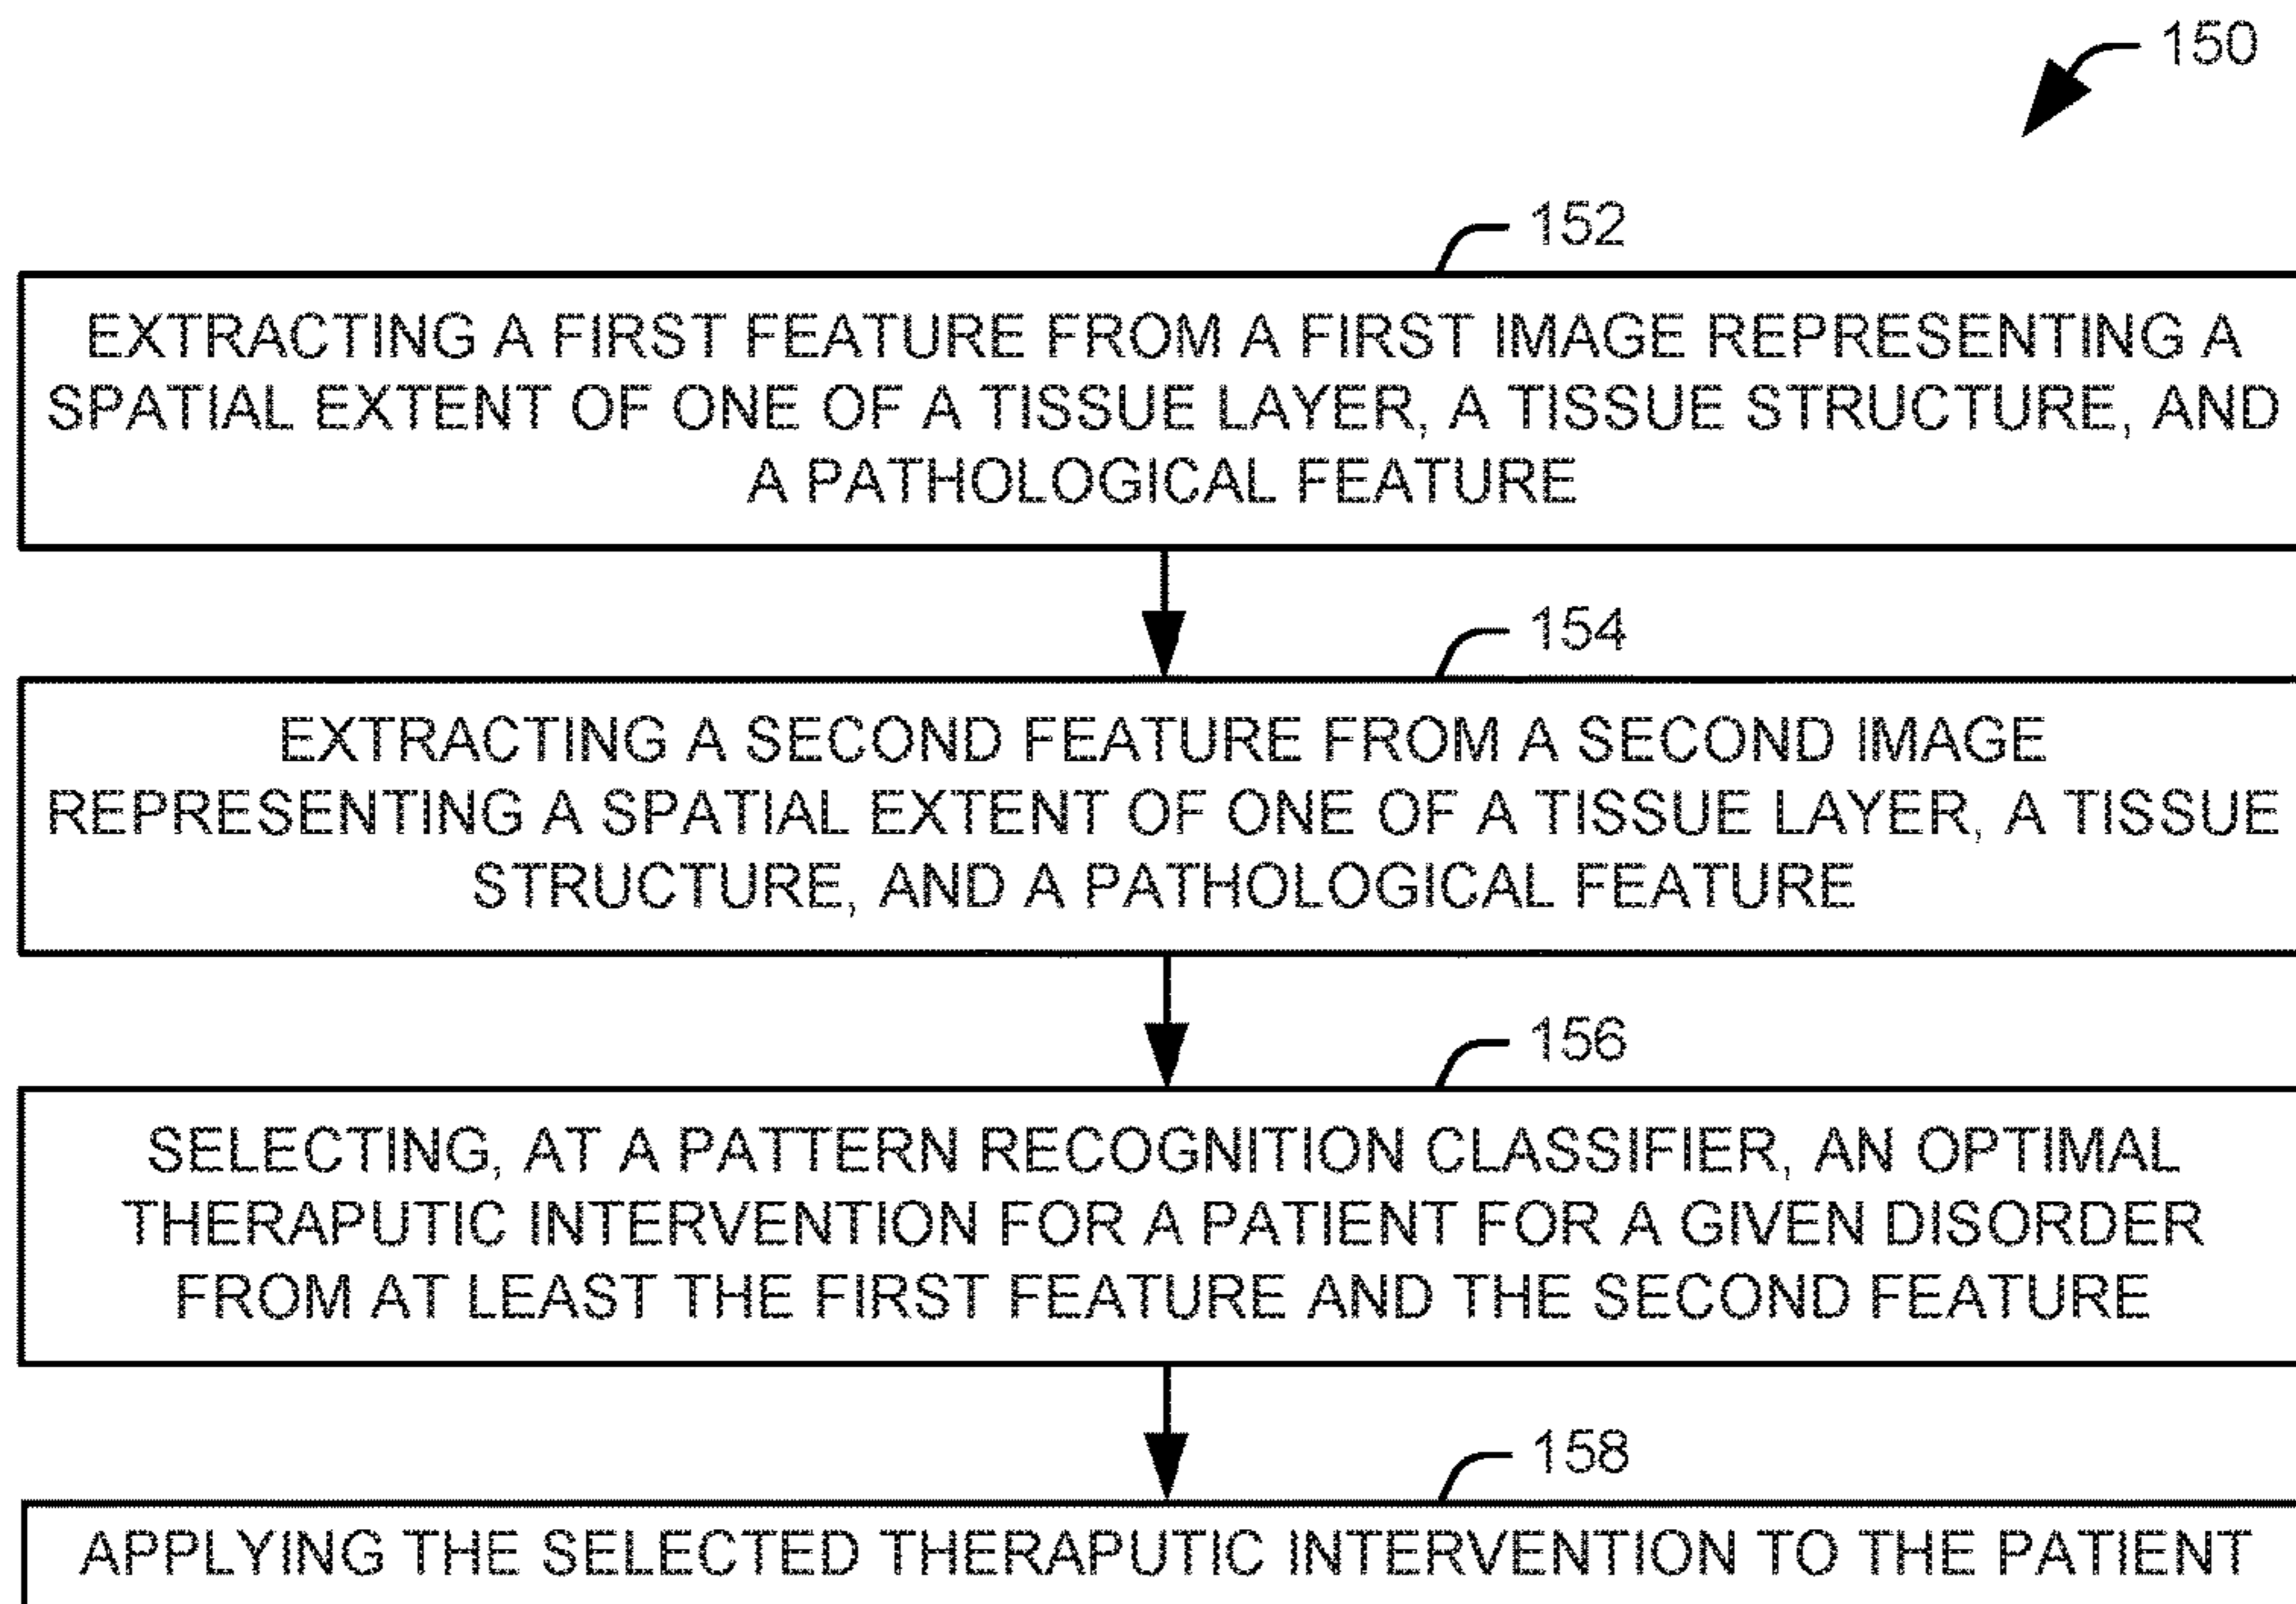 150
152
EXTRACTING A FIRST FEATURE FROM A FIRST IMAGE REPRESENTING A
SPATIAL EXTENT OF ONE OF A TISSUE LAYER, A TISSUE STRUCTURE, AND
A PATHOLOGICAL FEATURE
154
EXTRACTING A SECOND FEATURE FROM A SECOND IMAGE
REPRESENTING A SPATIAL EXTENT OF ONE OF A TISSUE LAYER, A TISSUE
STRUCTURE, AND A PATHOLOGICAL FEATURE
156
SELECTING, AT A PATTERN RECOGNITION CLASSIFIER, AN OPTIMAL
THERAPUTIC INTERVENTION FOR A PATIENT FOR A GIVEN DISORDER
FROM AT LEAST THE FIRST FEATURE AND THE SECOND FEATURE
158
APPLYING THE SELECTED THERAPUTIC INTERVENTION TO THE PATIENT